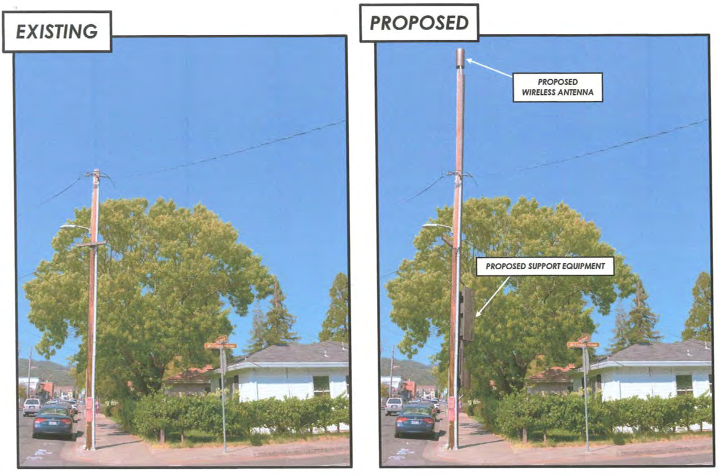 EXISTING
PROPOSED
PROPOSED
WIRELESS ANTENNA
PROPOSED SUPPORT EQUIPMENT